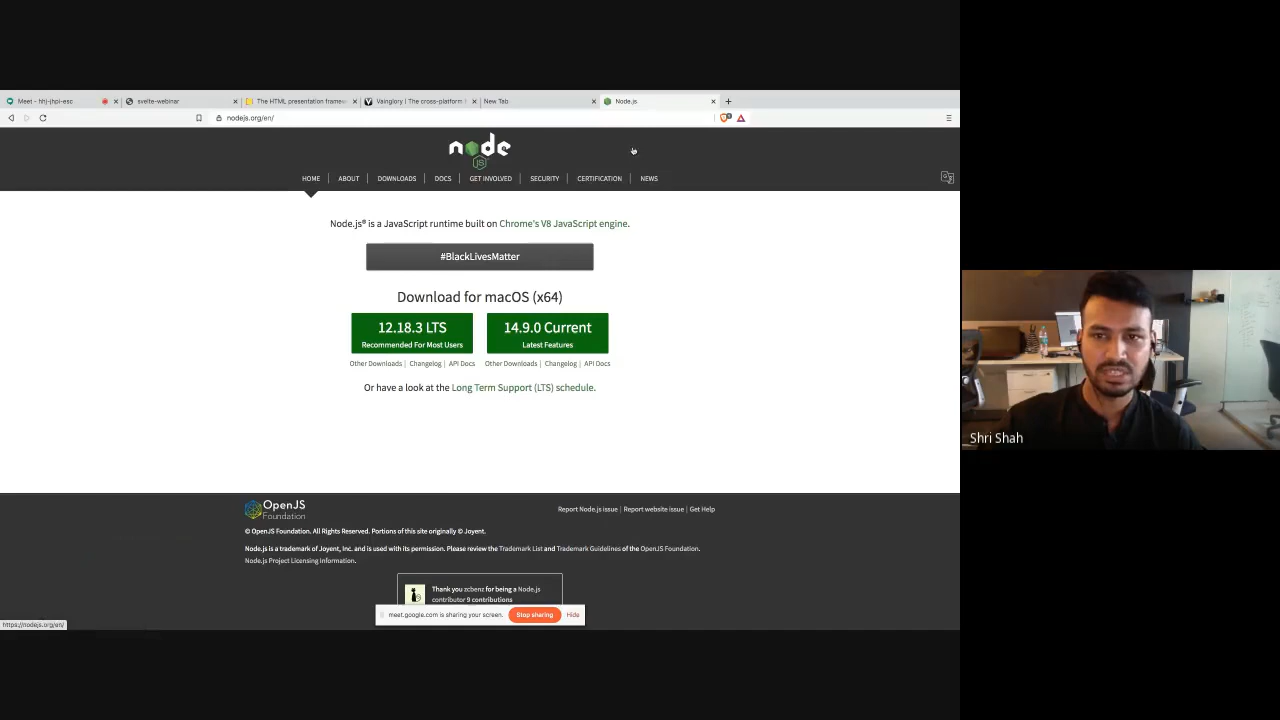 Meet - hhj-jhpi-esc
svelte-webinar
The HTML presentation framew
Vainglory | The cross-platform
New Tab
Node.js
nodejs.org/en/
node
JS
HOME
ABOUT
DOWNLOADS
DOCS
GET INVOLVED
SECURITY
CERTIFICATION
NEWS
Node.js® is a JavaScript runtime built on Chrome's V8 JavaScript engine.
#BlackLivesMatter
Download for macOS (x64)
12.18.3 LTS
Recommended For Most Users
14.9.0 Current
Latest Features
Other Downloads | Changelog | API Docs
Other Downloads | Changelog | API Docs
Or have a look at the Long Term Support (LTS) schedule.
Shri Shah
OpenJS
Foundation
Report Node.js issue | Report website issue | Get Help
© OpenJS Foundation. All Rights Reserved. Portions of this site originally © Joyent.
Node.js is a trademark of Joyent, Inc. and is used with its permission. Please review the Trademark List and Trademark Guidelines of the OpenJS Foundation.
Node.js Project Licensing Information.
Thank you zcbenz for being a Node.js
contributor 9 contributions
meet.google.com is sharing your screen.
Stop sharing
Hide
https://nodejs.org/en/